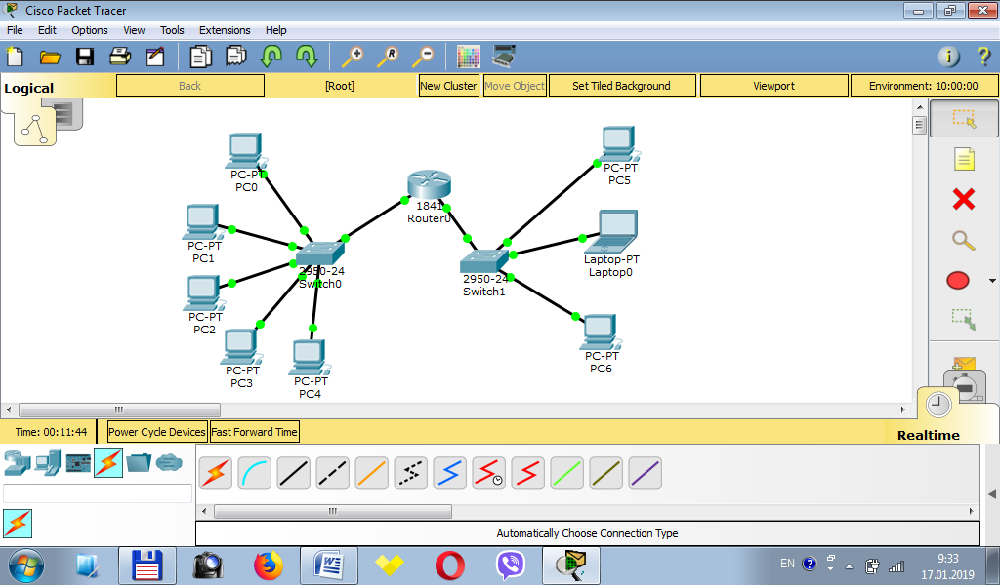 Cisco Packet Tracer
File Edit Options View Tools Extensions Help
Logical
Back [Root] New Cluster Move Object Set Tiled Background Viewport Environment: 10:00:00
PC-PT
PC0
PC-PT
PC1
PC-PT
PC2
PC-PT
PC3
PC-PT
PC4
2950-24
Switch0
1841
Router0
2950-24
Switch1
PC-PT
PC5
Laptop-PT
Laptop0
PC-PT
PC6
Time: 00:11:44 Power Cycle Devices Fast Forward Time
Realtime
Automatically Choose Connection Type
EN
9:33
17.01.2019